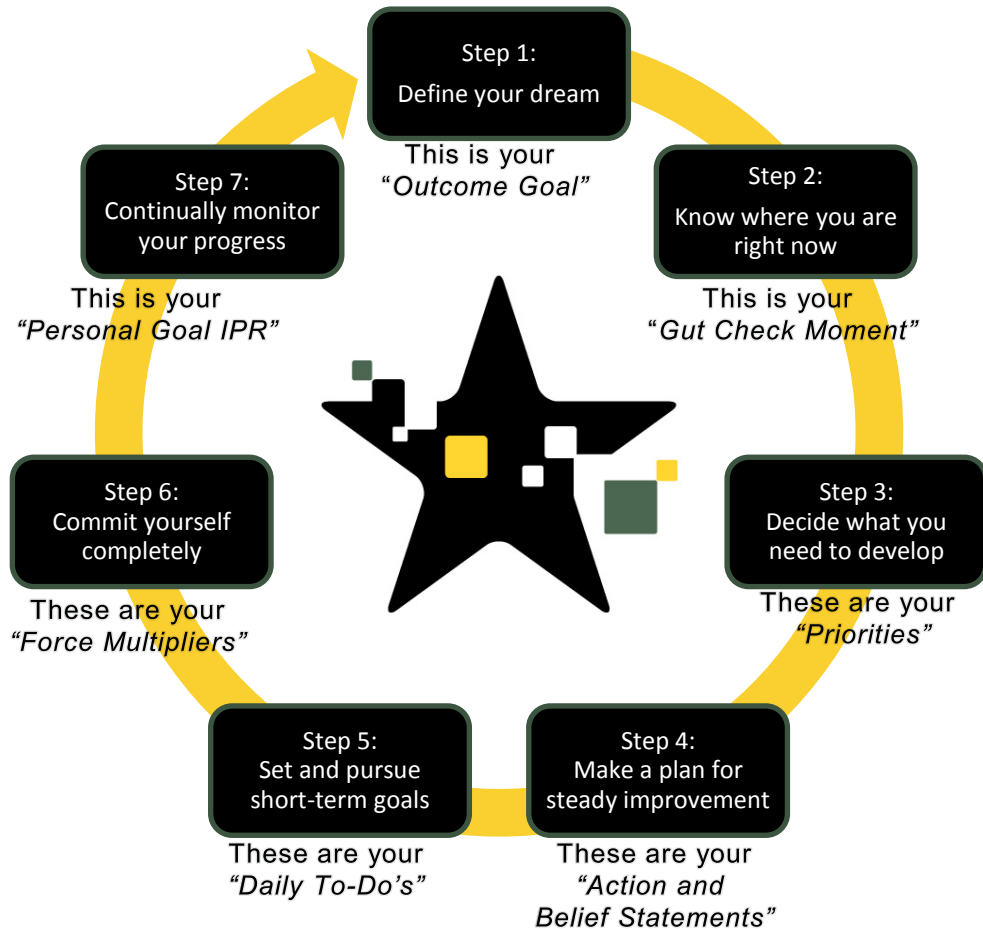 Step 1:
Define your dream
This is your
“Outcome Goal”
Step 2:
Know where you are
right now
This is your
“Gut Check Moment”
Step 3:
Decide what you
need to develop
These are your
“Priorities”
Step 4:
Make a plan for
steady improvement
These are your
“Action and
Belief Statements”
Step 5:
Set and pursue
short-term goals
These are your
“Daily To-Do’s”
Step 6:
Commit yourself
completely
These are your
“Force Multipliers”
Step 7:
Continually monitor
your progress
This is your
“Personal Goal IPR”